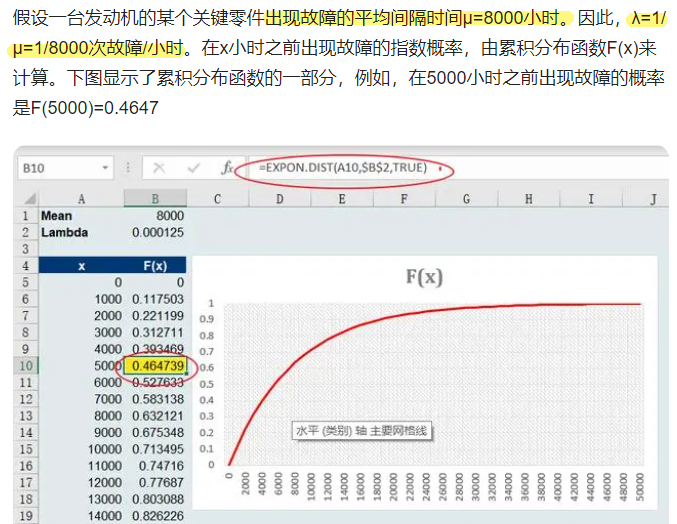 假设一台发动机的某个关键零件出现故障的平均间隔时间μ=8000小时。因此，λ=1/
μ=1/8000次故障/小时。在x小时之前出现故障的指数概率，由累积分布函数F(x)来
计算。下图显示了累积分布函数的一部分，例如，在5000小时之前出现故障的概率
是F(5000)=0.4647
B10 fx =EXPON.DIST(A10,$B$2,TRUE)
A B C D E F G H I J
1 Mean 8000
2 Lambda 0.000125
3
4 x F(x)
5 0 0
6 1000 0.117503
7 2000 0.221199
8 3000 0.312711
9 4000 0.393469
10 5000 0.464739
11 6000 0.527633
12 7000 0.583138
13 8000 0.632121
14 9000 0.675348
15 10000 0.713495
16 11000 0.74716
17 12000 0.77687
18 13000 0.803088
19 14000 0.826226
F(x)
1
0.9
0.8
0.7
0.6
0.5
0.4
0.3
0.2
0.1
0
水平 (类别) 轴 主要网格线
0 2000 4000 6000 8000 10000 12000 14000 16000 18000 20000 22000 24000 26000 28000 30000 32000 34000 36000 38000 40000 42000 44000 46000 48000 50000